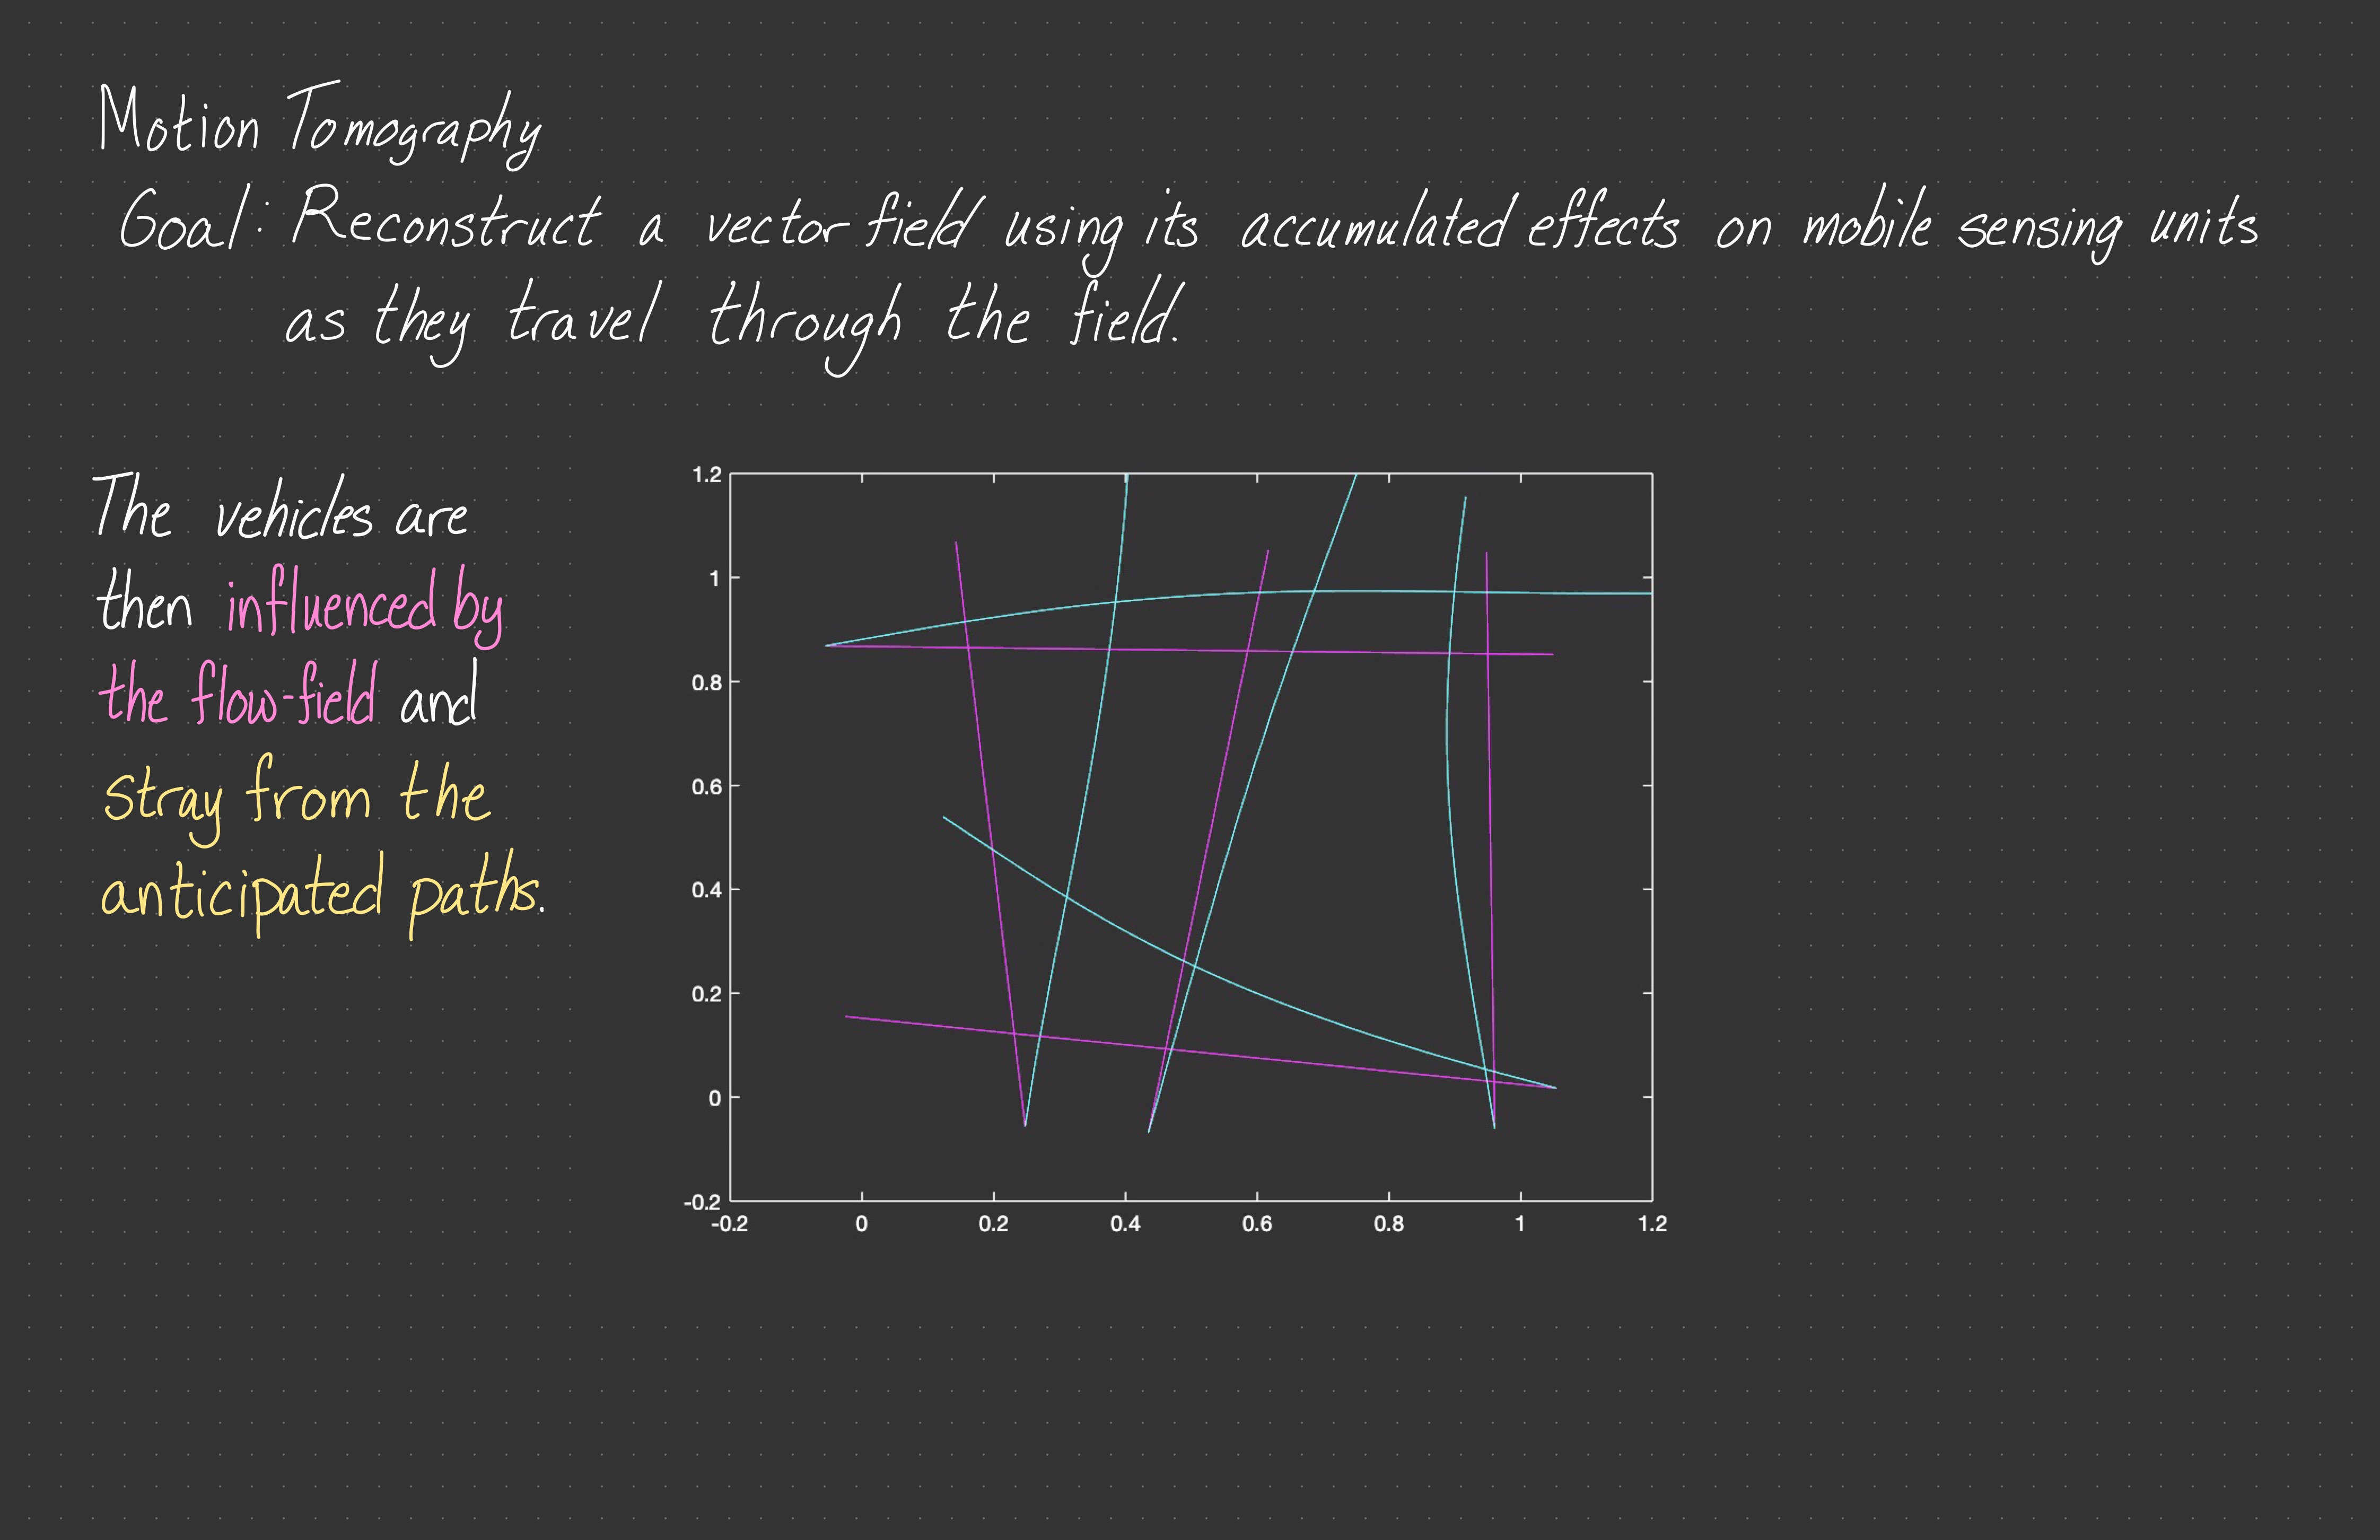 Motion Tomography
Goal: Reconstruct a vector field using its accumulated effects on mobile sensing units
as they travel through the field.
The vehicles are
then influenced by
the flow-field and
stray from the
anticipated paths.
1.2
1
0.8
0.6
0.4
0.2
0
-0.2
-0.2 0 0.2 0.4 0.6 0.8 1 1.2